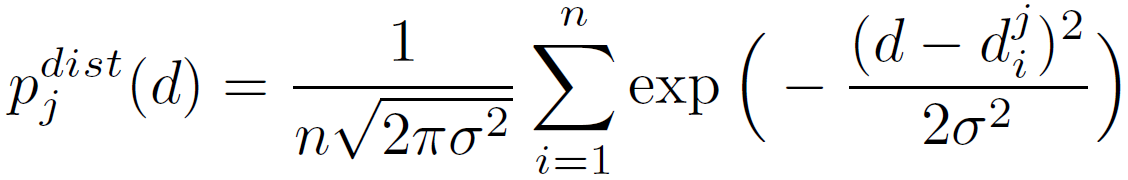 p_j^{dist}(d) = \frac{1}{n\sqrt{2\pi\sigma^2}} \sum_{i=1}^{n} \exp\Big(-\frac{(d - d_i^j)^2}{2\sigma^2}\Big)